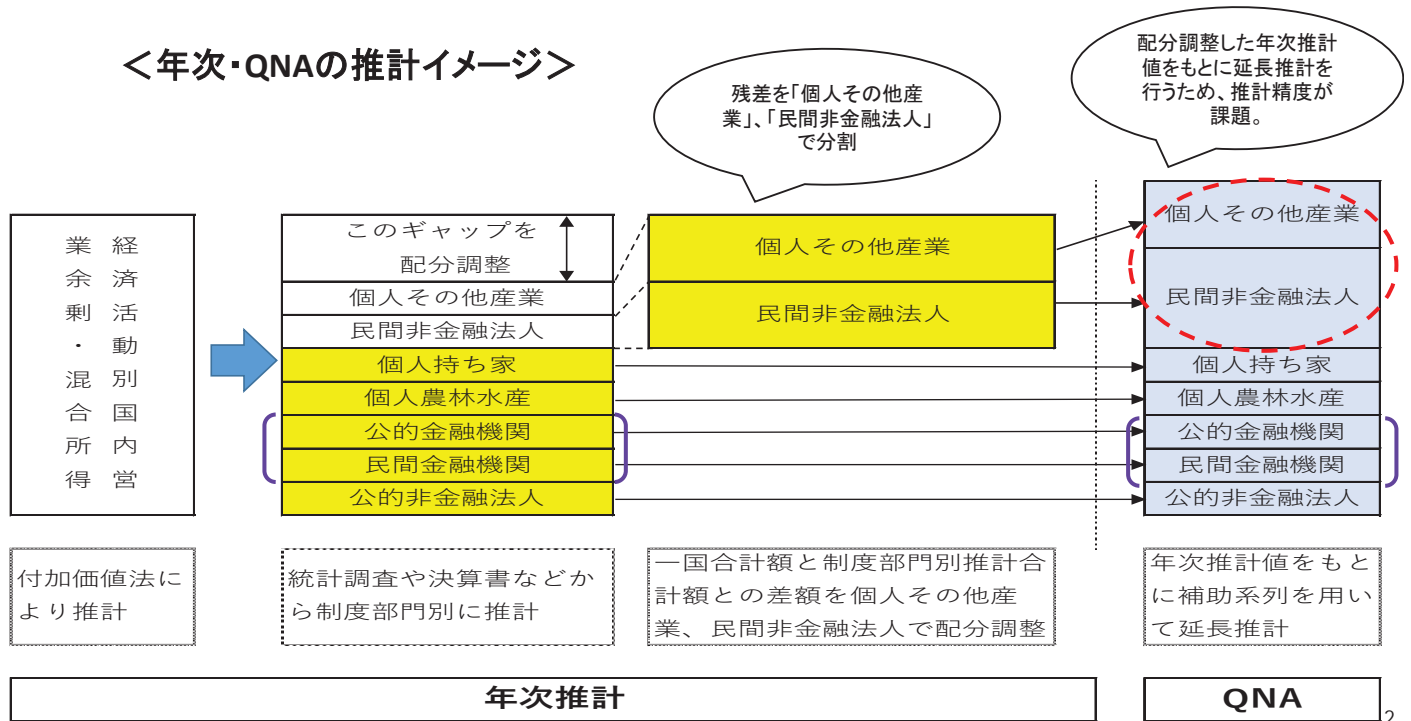 ＜年次・QNAの推計イメージ＞
残差を「個人その他産
業」、「民間非金融法人」
で分割
配分調整した年次推計
値をもとに延長推計を
行うため、推計精度が
課題。
経済活動別国内営
業余剰・混合所得
このギャップを
配分調整
個人その他産業
民間非金融法人
個人持ち家
個人農林水産
公的金融機関
民間金融機関
公的非金融法人
個人その他産業
民間非金融法人
個人その他産業
民間非金融法人
個人持ち家
個人農林水産
公的金融機関
民間金融機関
公的非金融法人
付加価値法に
より推計
統計調査や決算書などか
ら制度部門別に推計
一国合計額と制度部門別推計合
計額との差額を個人その他産
業、民間非金融法人で配分調整
年次推計値をもと
に補助系列を用い
て延長推計
年次推計
QNA
2